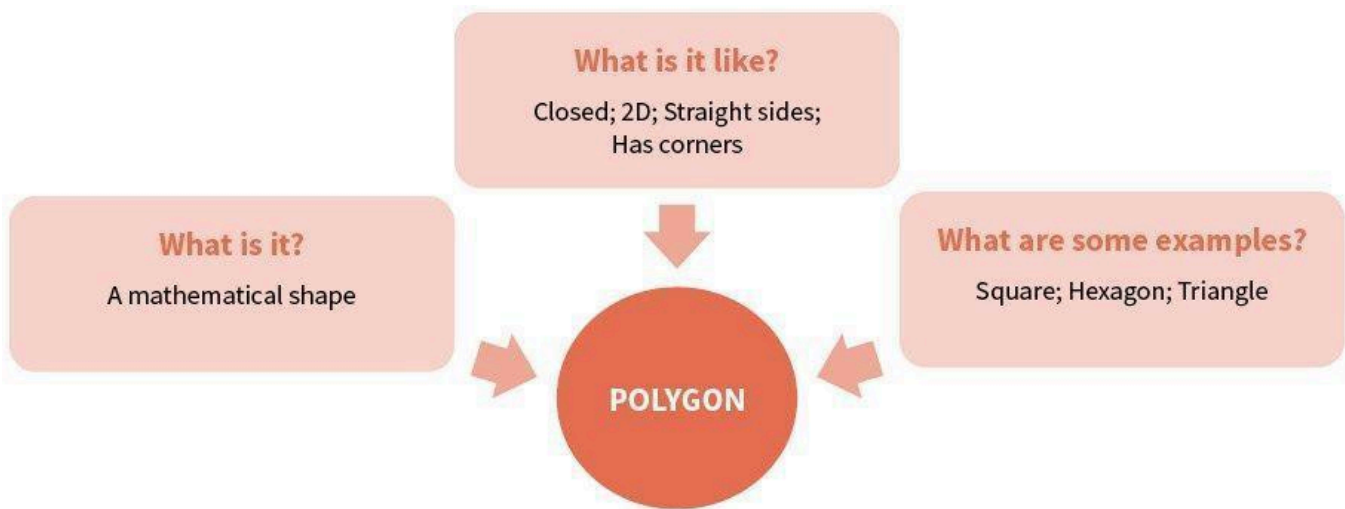 What is it like?
Closed; 2D; Straight sides;
Has corners
What is it?
A mathematical shape
What are some examples?
Square; Hexagon; Triangle
POLYGON